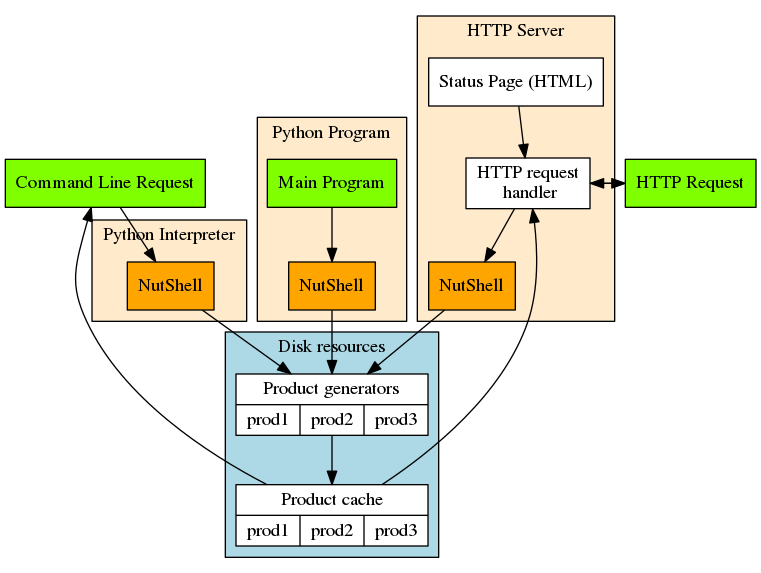 HTTP Server
Status Page (HTML)
Python Program
Command Line Request
Main Program
HTTP request
handler
HTTP Request
Python Interpreter
NutShell
NutShell
NutShell
Disk resources
Product generators
prod1 prod2 prod3
Product cache
prod1 prod2 prod3